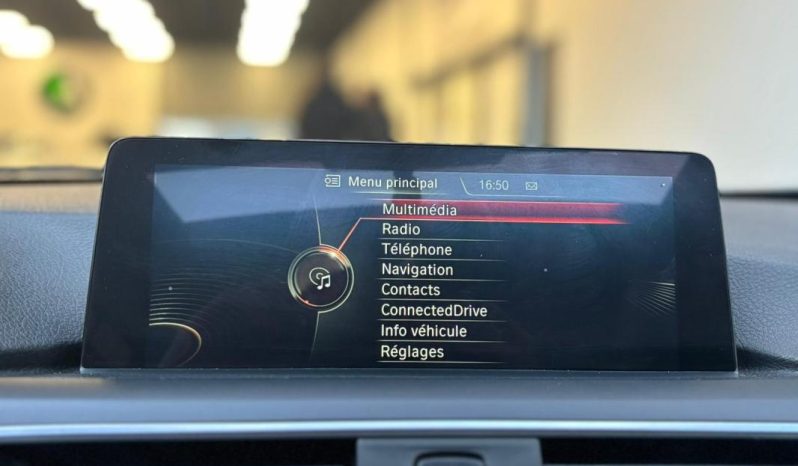 Menu principal 16:50
Multimédia
Radio
Téléphone
Navigation
Contacts
ConnectedDrive
Info véhicule
Réglages